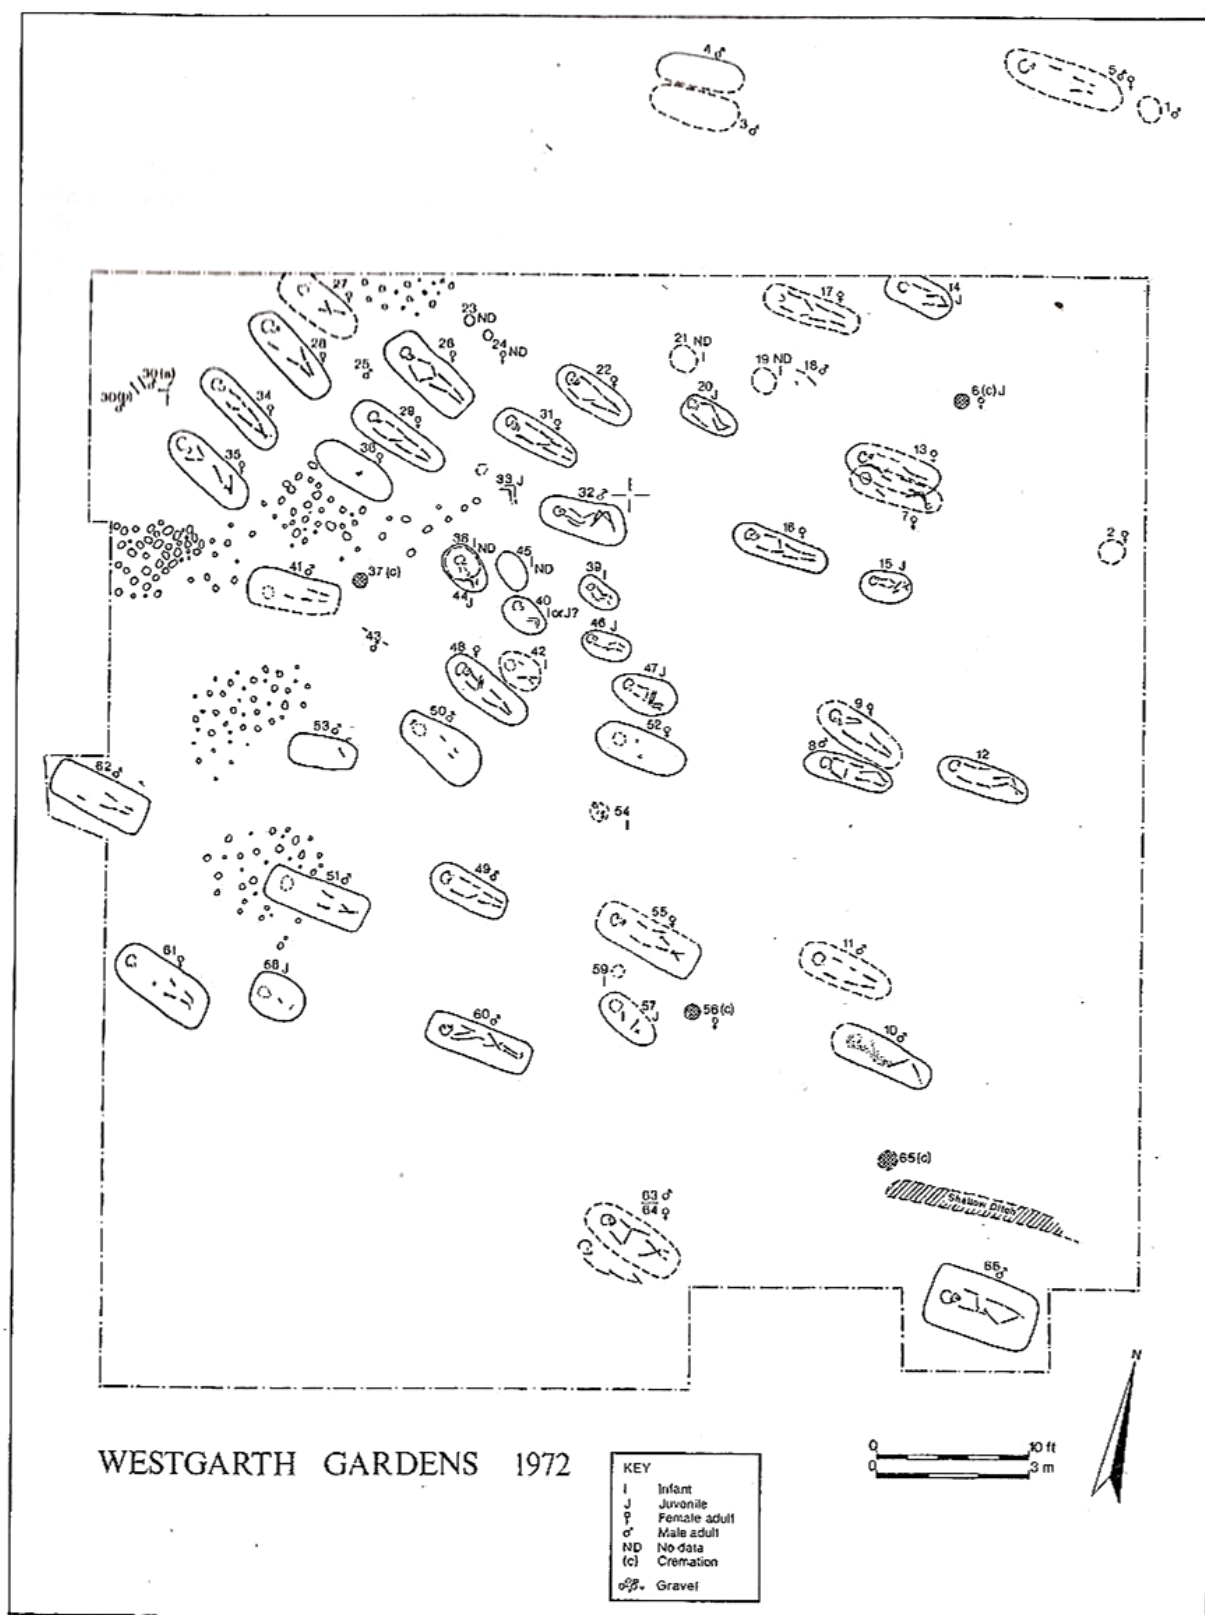 4♂
3♂
5♂♀
1♂
27♀
17♀
14 J
28♀
23 ND
24♀ ND
26♀
25♂
21 ND I
19 ND I
18♂
30(b)♂
30(a)♂
34♀
22♀
20 J
6(c) J ♀
29♀
31♀
35♀
36♀
13♀
33 J
32♂
7♀
38 I ND
45 I ND
16♀
2♀
41♂
37(c)
44 J
39 I
15 J
40 I or J?
46 J
43♂
48♀
42 I
47 J
50♂
53♂
52♀
9♀
8♂
12
62♂
54 I
51♂
49♂
55♀
11♂
61♀
68 J
59 I
57 J
56(c) ♀
60♂
10♂
65(c)
Shallow Ditch
63♂
64♀
66♂
N
WESTGARTH GARDENS 1972
0 10 ft
0 3 m
KEY
I Infant
J Juvenile
♀ Female adult
♂ Male adult
ND No data
(c) Cremation
Gravel